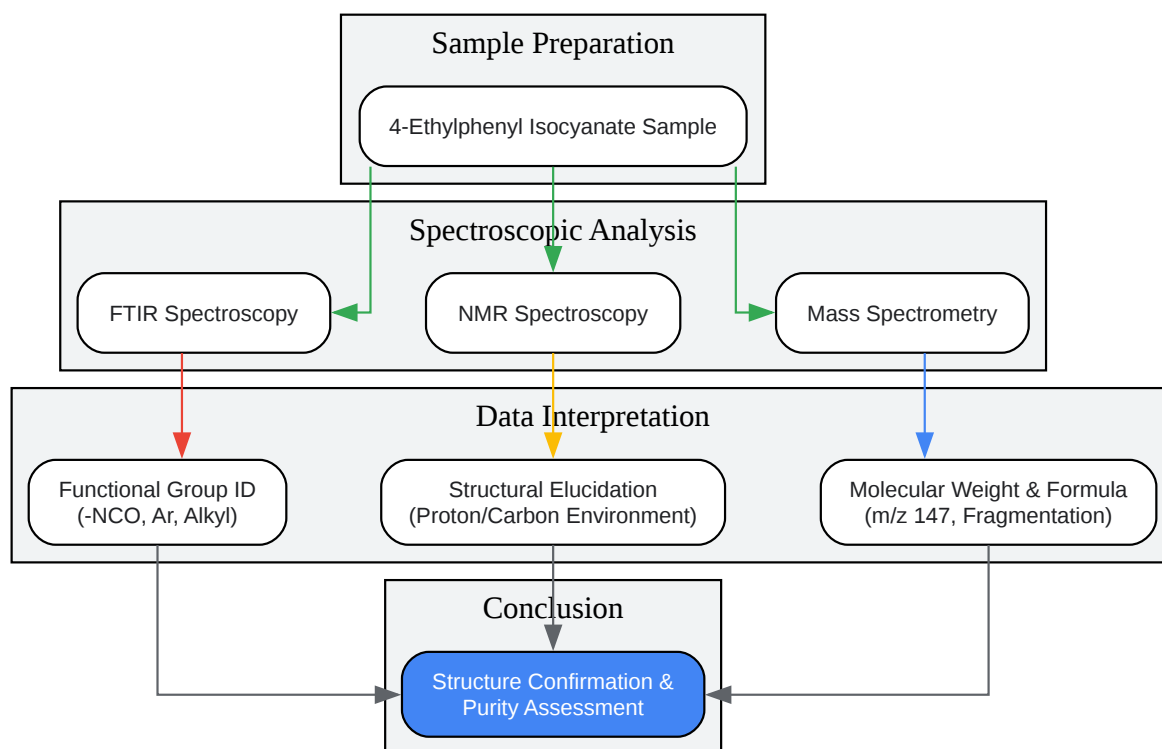 Sample Preparation
4-Ethylphenyl Isocyanate Sample
Spectroscopic Analysis
FTIR Spectroscopy
NMR Spectroscopy
Mass Spectrometry
Data Interpretation
Functional Group ID
(-NCO, Ar, Alkyl)
Structural Elucidation
(Proton/Carbon Environment)
Molecular Weight & Formula
(m/z 147, Fragmentation)
Conclusion
Structure Confirmation &
Purity Assessment